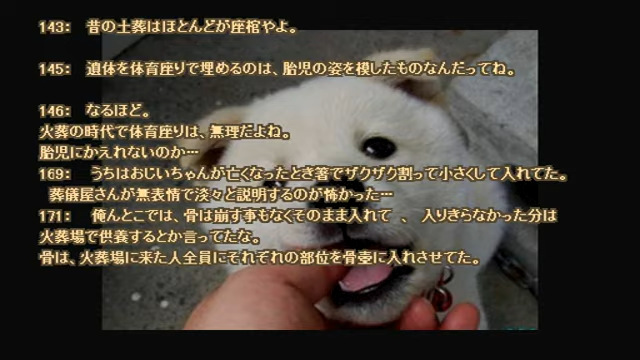 143:　昔の土葬はほとんどが座棺やよ。
145:　遺体を体育座りで埋めるのは、胎児の姿を模したものなんだってね。
146:　なるほど。
火葬の時代で体育座りは、無理だよね。
胎児にかえれないのか…
169:　うちはおじいちゃんが亡くなったとき箸でザクザク割って小さくして入れてた。
葬儀屋さんが無表情で淡々と説明するのが怖かった…
171:　俺んとこでは、骨は崩す事もなくそのまま入れて　、　入りきらなかった分は
火葬場で供養するとか言ってたな。
骨は、火葬場に来た人全員にそれぞれの部位を骨壺に入れさせてた。